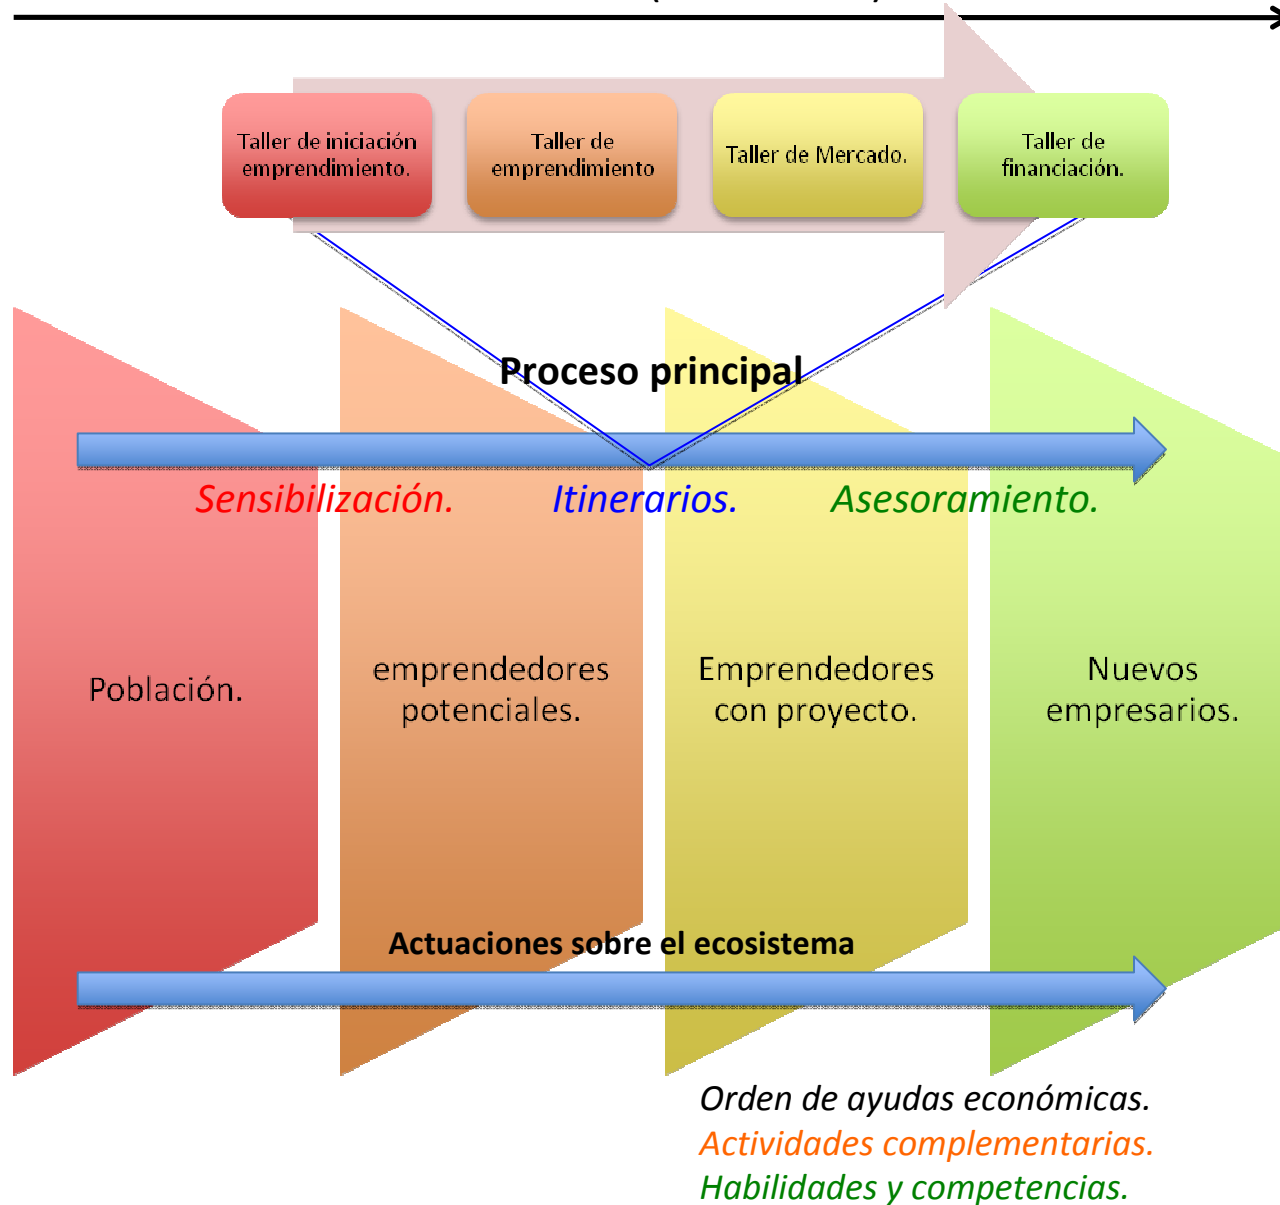 Taller de iniciación
emprendimiento.
Taller de
emprendimiento
Taller de Mercado.
Taller de
financiación.
Proceso principal
Sensibilización.
Itinerarios.
Asesoramiento.
Población.
emprendedores
potenciales.
Emprendedores
con proyecto.
Nuevos
empresarios.
Actuaciones sobre el ecosistema
Orden de ayudas económicas.
Actividades complementarias.
Habilidades y competencias.